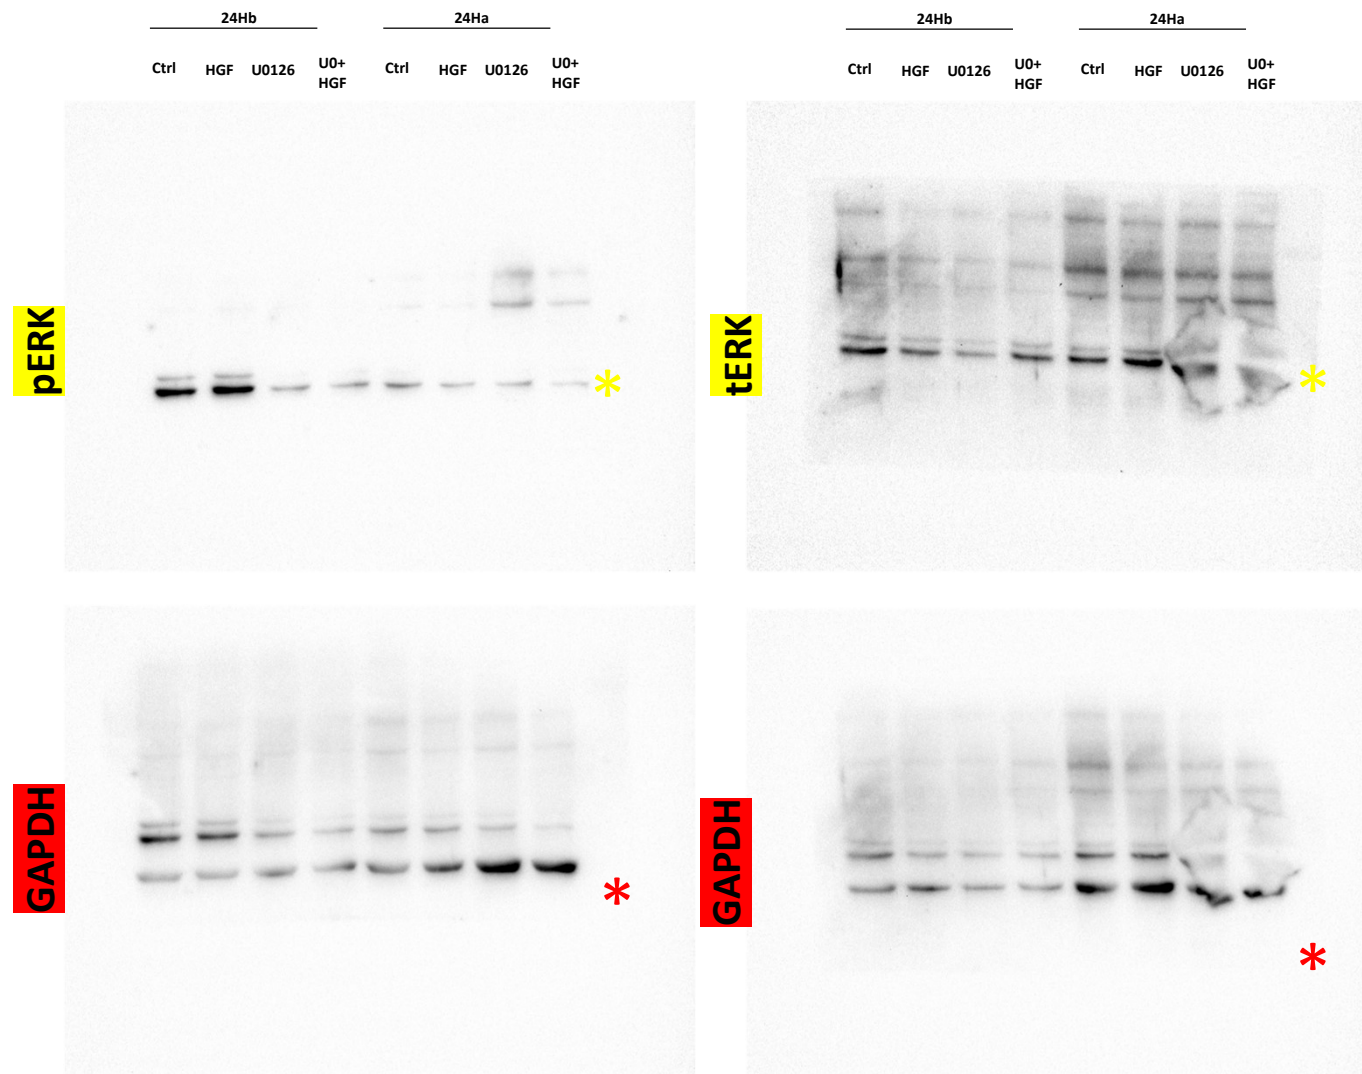 24Hb 24Ha
Ctrl HGF U0126 U0+ HGF Ctrl HGF U0126 U0+ HGF
24Hb 24Ha
Ctrl HGF U0126 U0+ HGF Ctrl HGF U0126 U0+ HGF
pERK
*
tERK
*
GAPDH
*
GAPDH
*